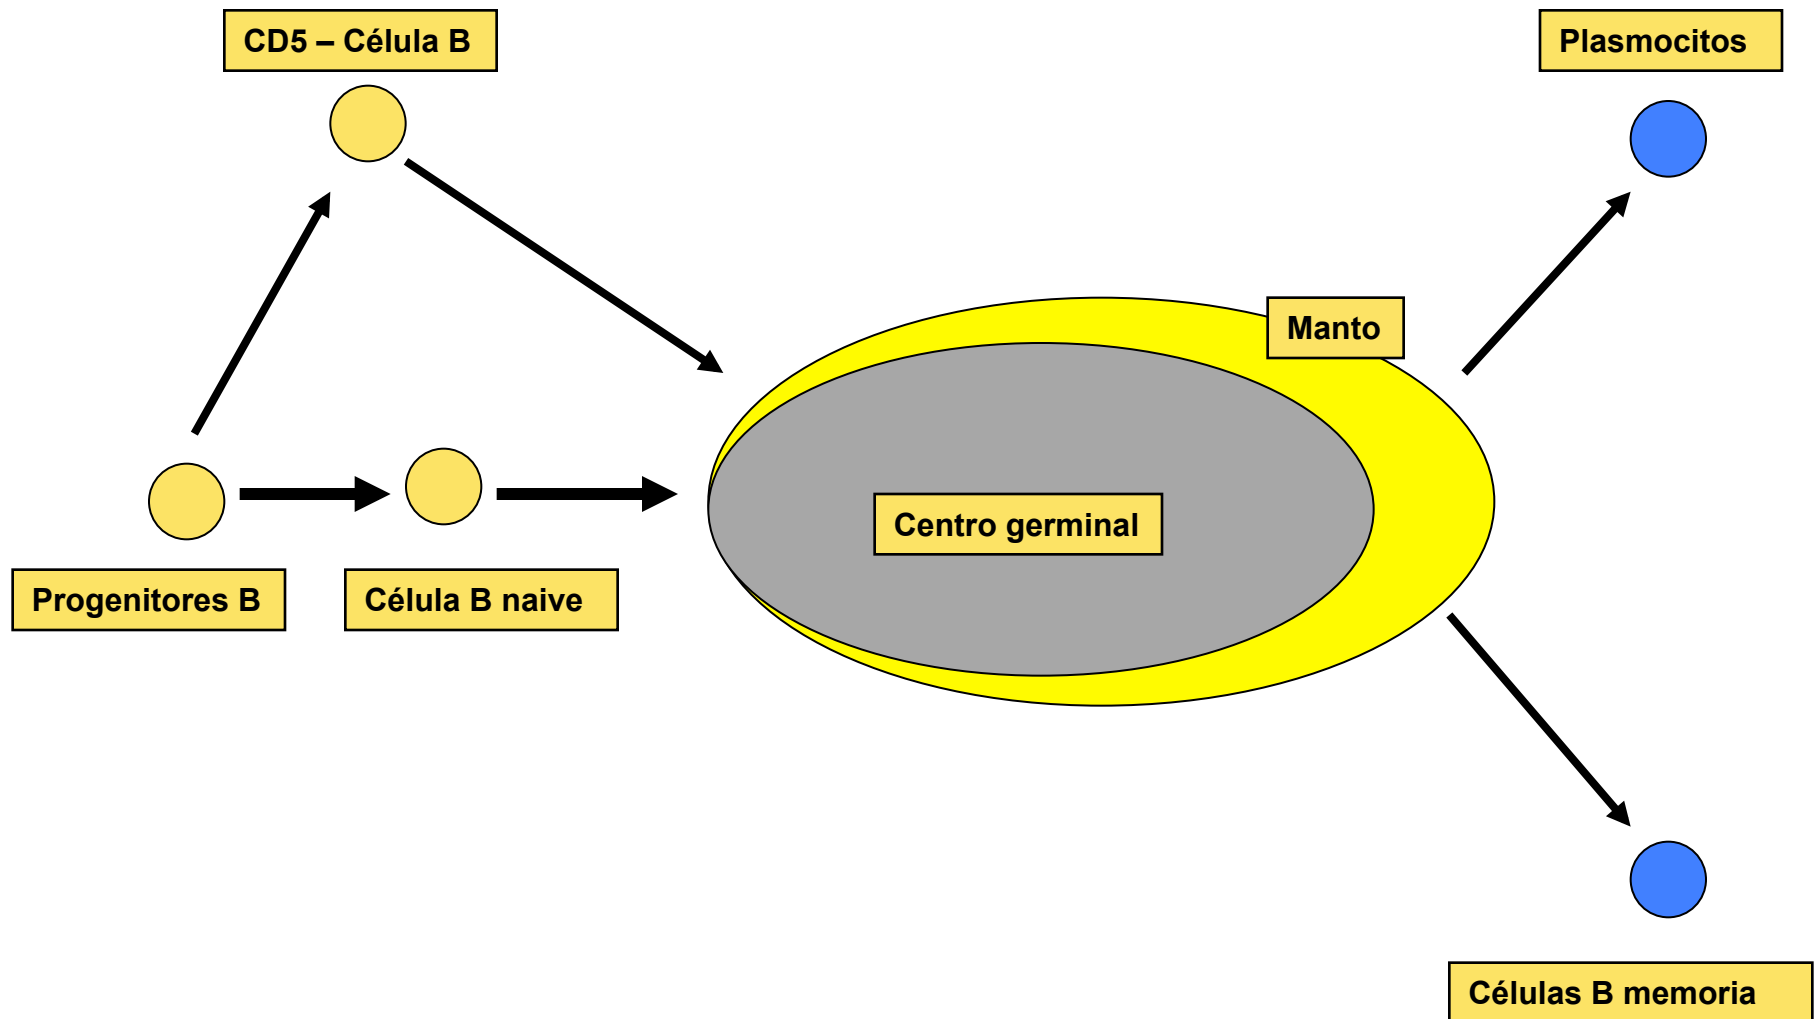 CD5 – Célula B
Plasmocitos
Manto
Centro germinal
Progenitores B
Célula B naive
Células B memoria